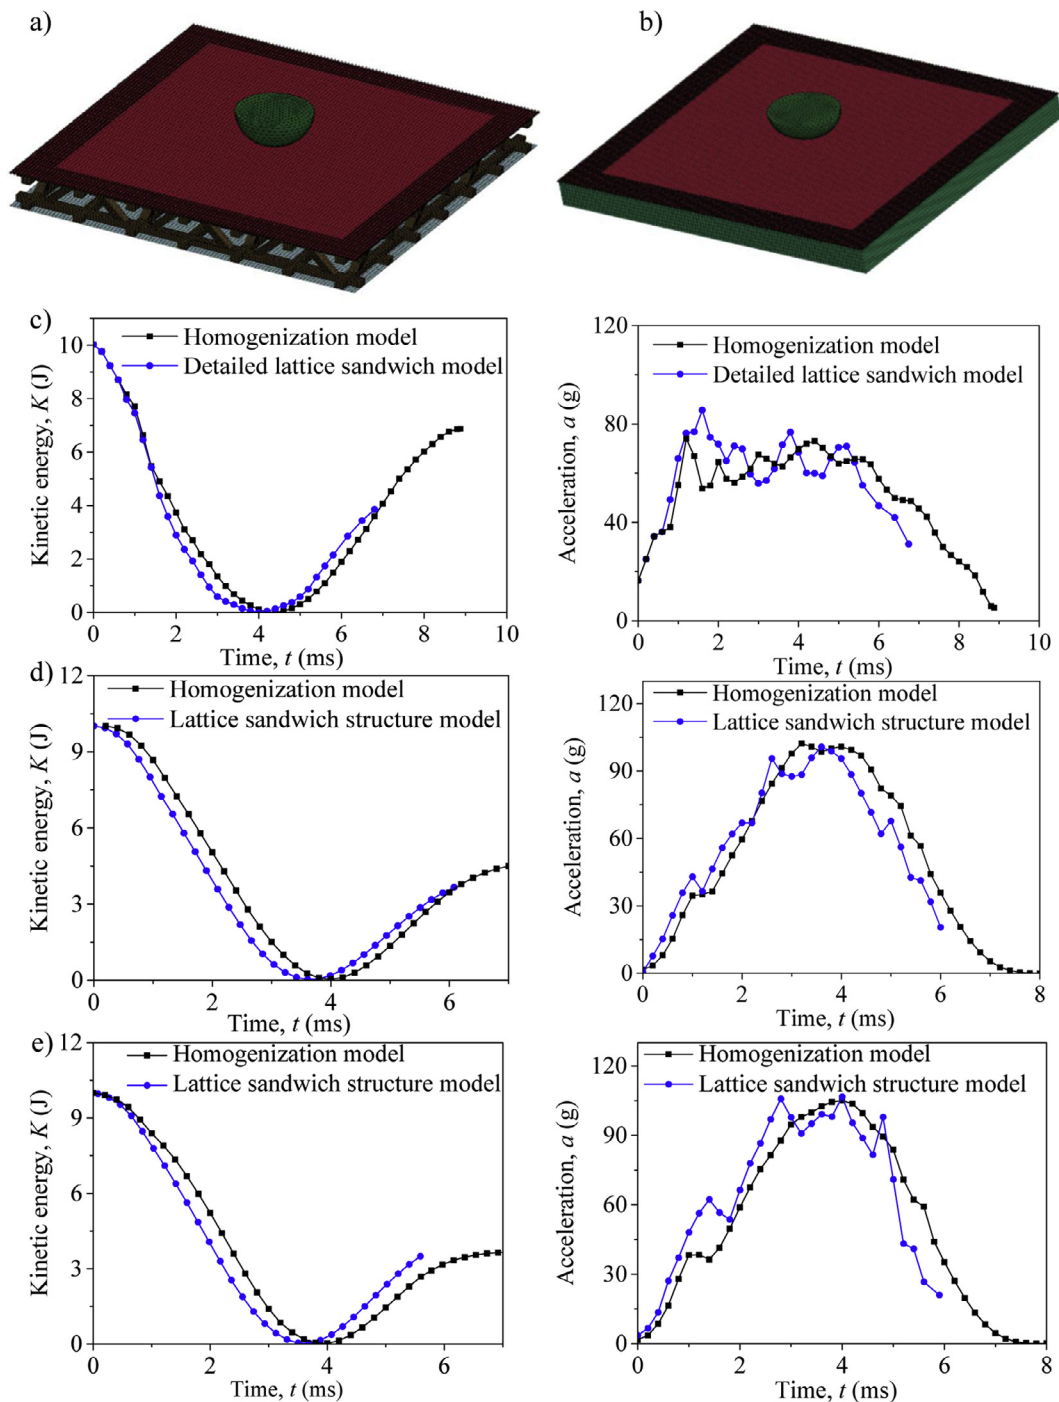 a)
b)
c)
Homogenization model
Detailed lattice sandwich model
Kinetic energy, K (J)
10
8
6
4
2
0
0 2 4 6 8 10
Time, t (ms)
Homogenization model
Detailed lattice sandwich model
Acceleration, a (g)
120
80
40
0
0 2 4 6 8 10
Time, t (ms)
d)
Homogenization model
Lattice sandwich structure model
Kinetic energy, K (J)
12
9
6
3
0
0 2 4 6
Time, t (ms)
Homogenization model
Lattice sandwich structure model
Acceleration, a (g)
120
90
60
30
0
0 2 4 6 8
Time, t (ms)
e)
Homogenization model
Lattice sandwich structure model
Kinetic energy, K (J)
12
9
6
3
0
0 2 4 6
Time, t (ms)
Homogenization model
Lattice sandwich structure model
Acceleration, a (g)
120
90
60
30
0
0 2 4 6 8
Time, t (ms)